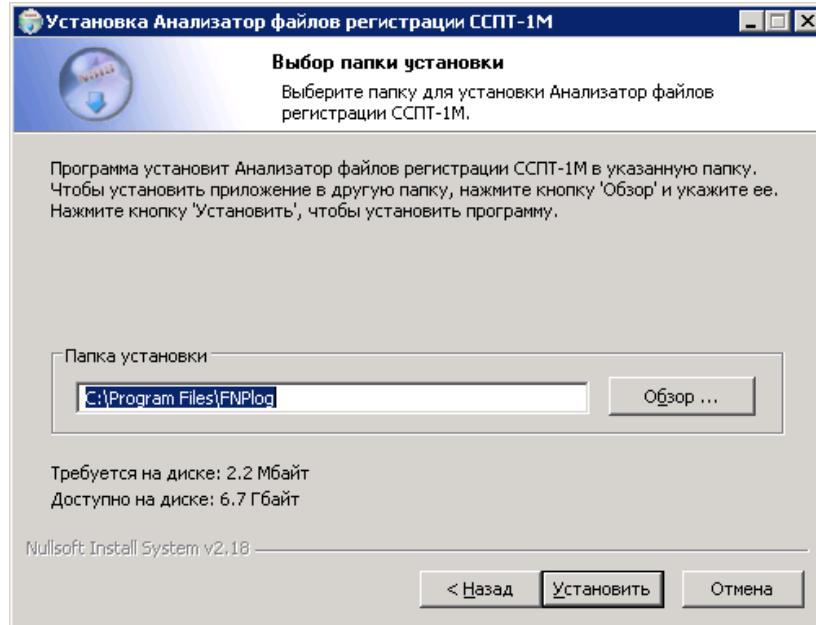 Установка Анализатор файлов регистрации ССПТ-1М
Выбор папки установки
Выберите папку для установки Анализатор файлов
регистрации ССПТ-1М.
Программа установит Анализатор файлов регистрации ССПТ-1М в указанную папку.
Чтобы установить приложение в другую папку, нажмите кнопку 'Обзор' и укажите ее.
Нажмите кнопку 'Установить', чтобы установить программу.
Папка установки
C:\Program Files\FNPlog
Обзор ...
Требуется на диске: 2.2 Мбайт
Доступно на диске: 6.7 Гбайт
Nullsoft Install System v2.18
< Назад
Установить
Отмена